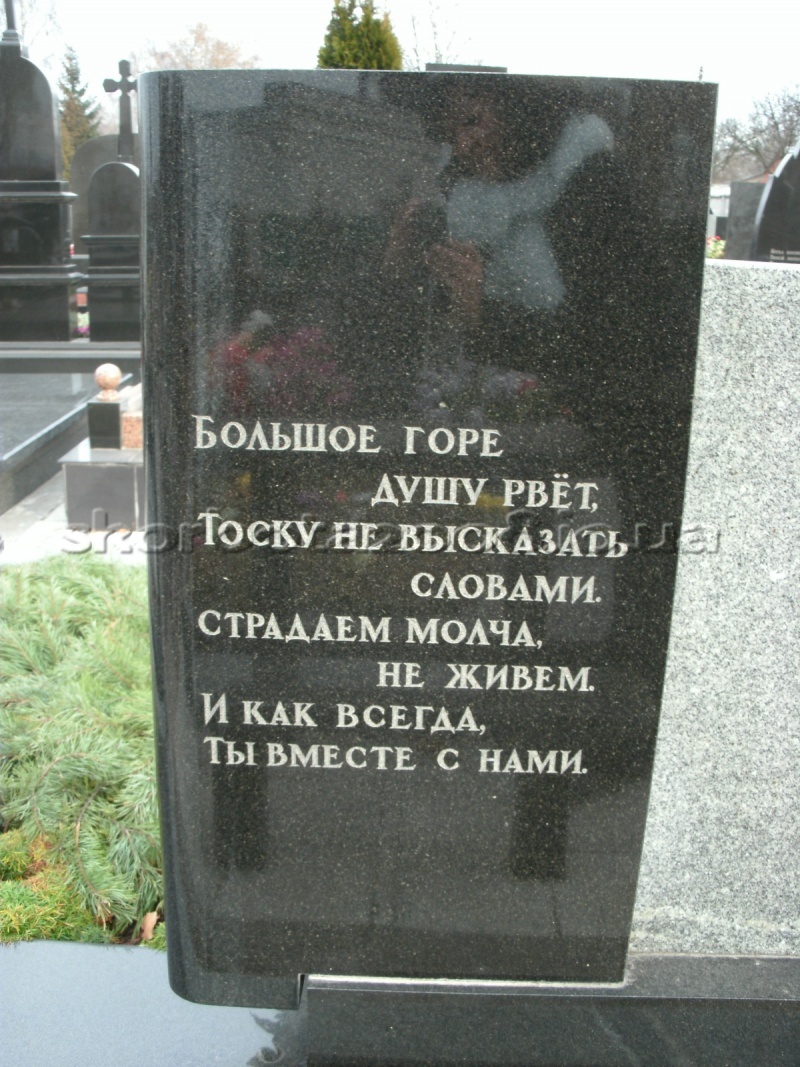 Большое горе
душу рвёт,
Тоску не высказать
словами.
Страдаем молча,
не живем.
И как всегда,
Ты вместе с нами.